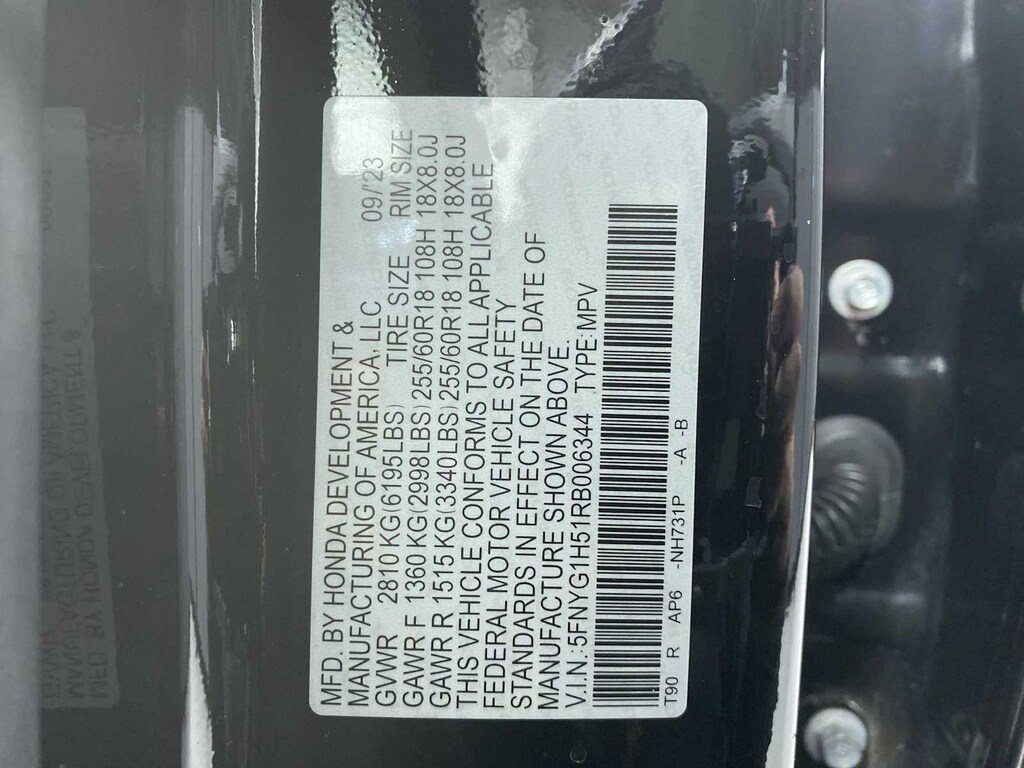 MFD. BY HONDA DEVELOPMENT &
MANUFACTURING OF AMERICA, LLC 09/'23
GVWR 2810 KG(6195LBS) TIRE SIZE RIM SIZE
GAWR F 1360 KG(2998LBS) 255/60R18 108H 18X8.0J
GAWR R 1515 KG(3340LBS) 255/60R18 108H 18X8.0J
THIS VEHICLE CONFORMS TO ALL APPLICABLE
FEDERAL MOTOR VEHICLE SAFETY
STANDARDS IN EFFECT ON THE DATE OF
MANUFACTURE SHOWN ABOVE.
V.I.N.:5FNYG1H51RB006344 TYPE:MPV
T90 R AP6 -NH731P -A -B